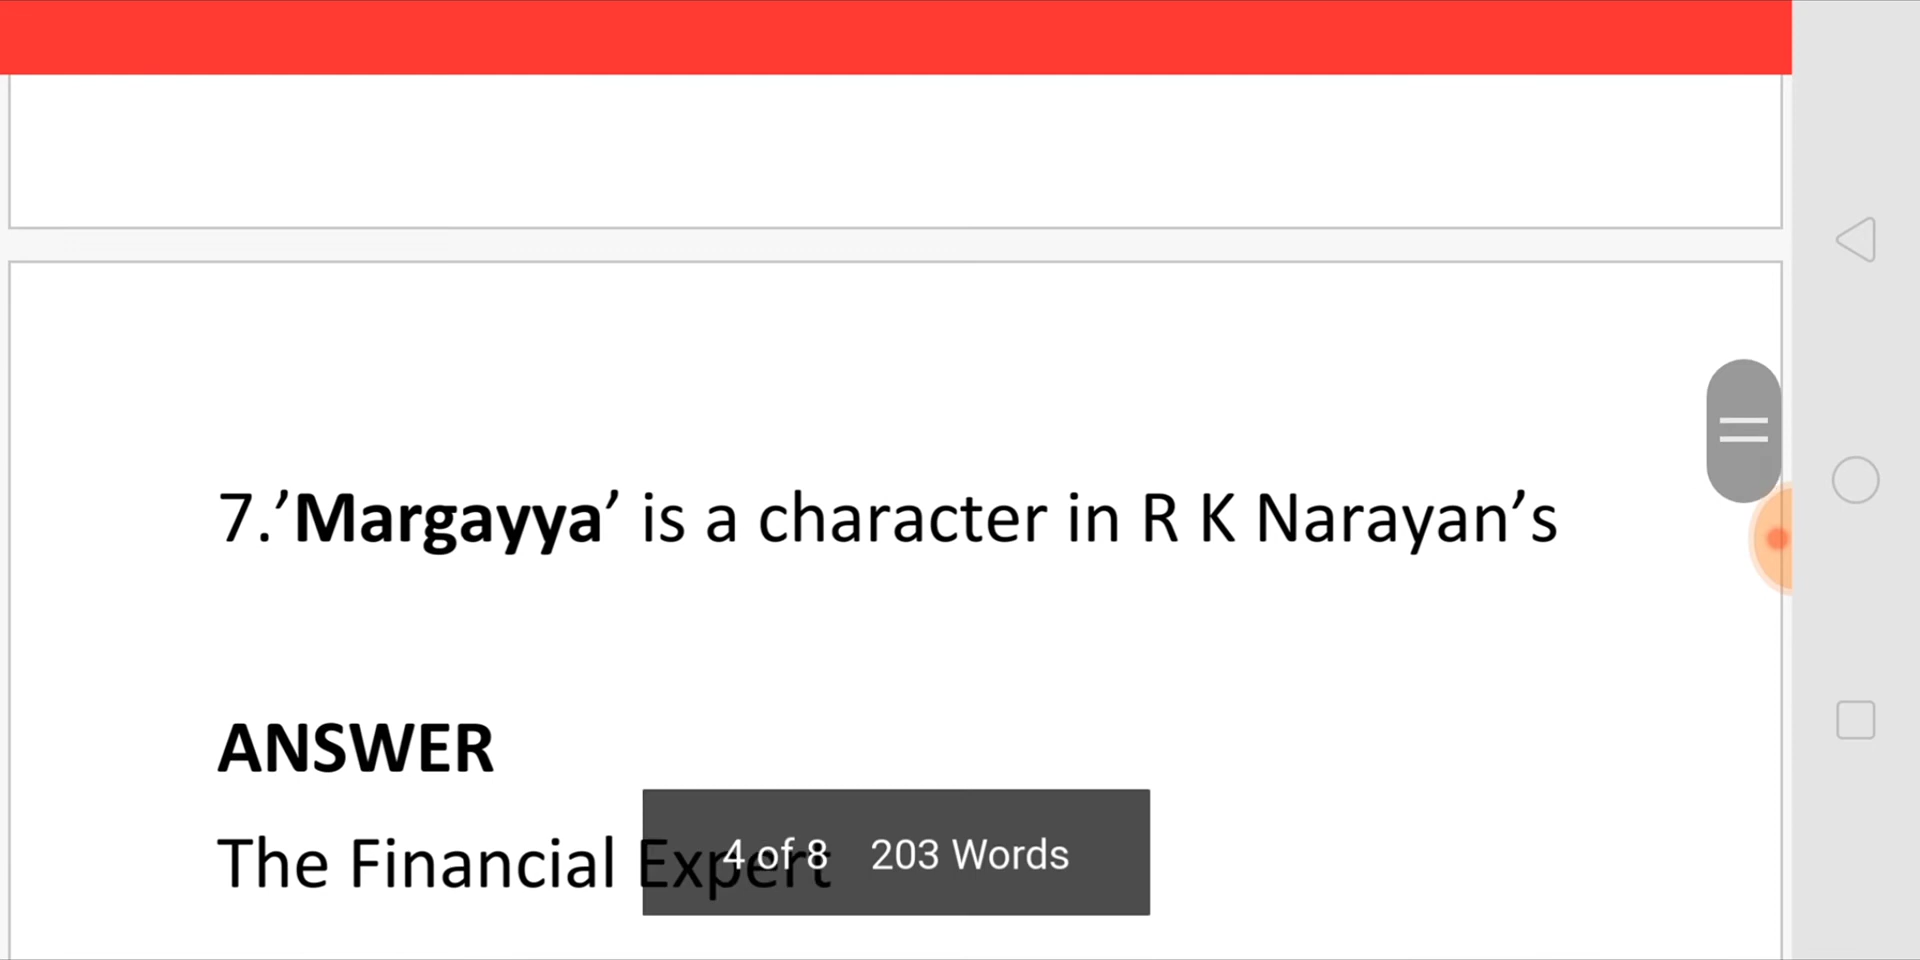 7.’Margayya’ is a character in R K Narayan’s
ANSWER
The Financial Expert
4 of 8 203 Words